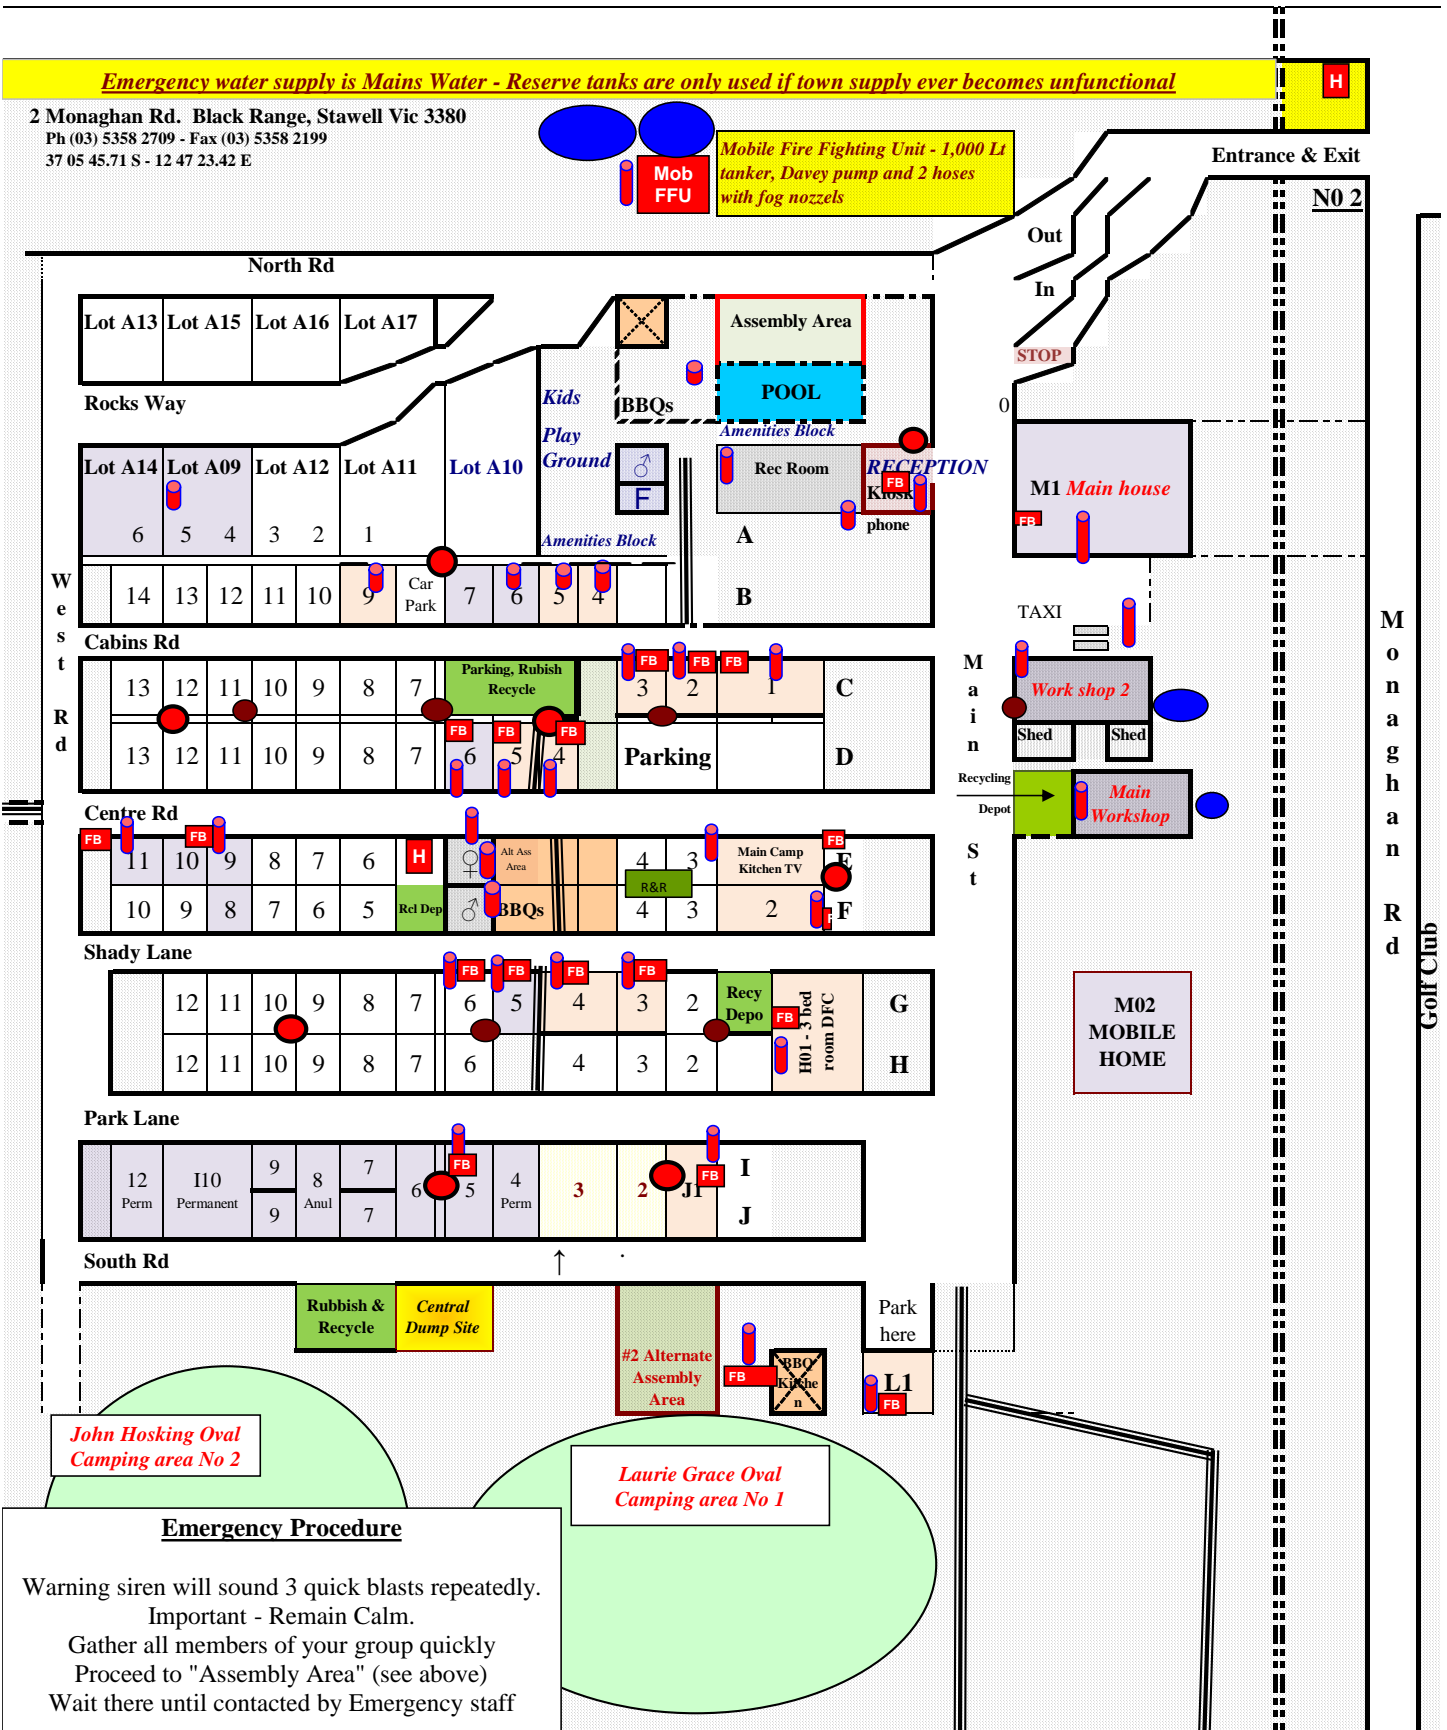 Emergency water supply is Mains Water - Reserve tanks are only used if town supply ever becomes unfunctional
H
2 Monaghan Rd.  Black Range, Stawell Vic 3380
Ph (03) 5358 2709 - Fax (03) 5358 2199
37 05 45.71 S - 12 47 23.42 E
Mob
FFU
Mobile Fire Fighting Unit - 1,000 Lt
tanker, Davey pump and 2 hoses
with fog nozzels
Entrance & Exit
N0 2
Out
In
STOP
0
North Rd
Lot A13 Lot A15 Lot A16 Lot A17
Assembly Area
POOL
BBQs
Kids
Play
Ground
Rocks Way
Amenities Block
Lot A14 Lot A09 Lot A12 Lot A11 Lot A10
♂
F
Rec Room
RECEPTION
FB
Kiosk
phone
M1 Main house
FB
6 5 4 3 2 1
Amenities Block
A
14 13 12 11 10 9
Car
Park
7 6 5 4
B
West Rd
Cabins Rd
TAXI
Main St
Monaghan Rd
Golf Club
13 12 11 10 9 8 7
Parking, Rubish
Recycle
FB FB FB
3 2 1 C
Work shop 2
Shed Shed
13 12 11 10 9 8 7
FB FB FB
6 5 4
Parking
D
Recycling
Depot
Main
Workshop
Centre Rd
FB FB
11 10 9 8 7 6
H
♀
Alt Ass
Area
4 3
Main Camp
Kitchen TV
FB
E
R&R
10 9 8 7 6 5
Rcl Dep
♂
BBQs
4 3 2
F
F
Shady Lane
FB FB FB FB
12 11 10 9 8 7 6 5 4 3 2
Recy
Depo
FB
H01 - 3 bed
room DFC
G
12 11 10 9 8 7 6 4 3 2
H
M02
MOBILE
HOME
Park Lane
12
Perm
I10
Permanent
9
9
8
Anul
7
7
6
FB
5
4
Perm
3
2
FB
J1
I
J
South Rd
↑
Rubbish &
Recycle
Central
Dump Site
#2 Alternate
Assembly
Area
FB
BBQ
Kitche
n
Park
here
L1
FB
John Hosking Oval
Camping area No 2
Laurie Grace Oval
Camping area No 1
Emergency Procedure
Warning siren will sound 3 quick blasts repeatedly.
Important - Remain Calm.
Gather all members of your group quickly
Proceed to "Assembly Area" (see above)
Wait there until contacted by Emergency staff